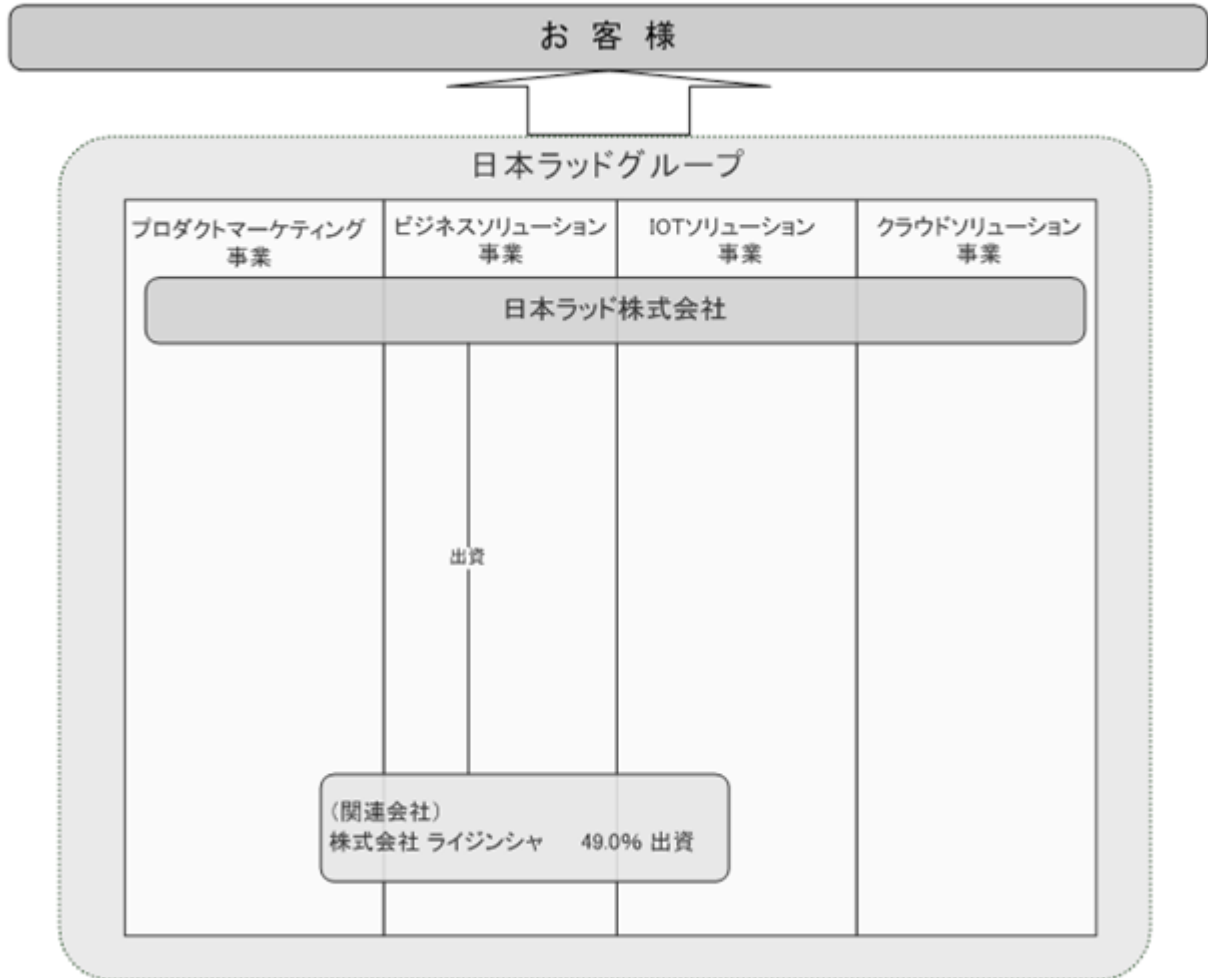 お 客 様
日本ラッドグループ
プロダクトマーケティング
事業
ビジネスソリューション
事業
IOTソリューション
事業
クラウドソリューション
事業
日本ラッド株式会社
出資
（関連会社）
株式会社 ライジンシャ　49.0% 出資